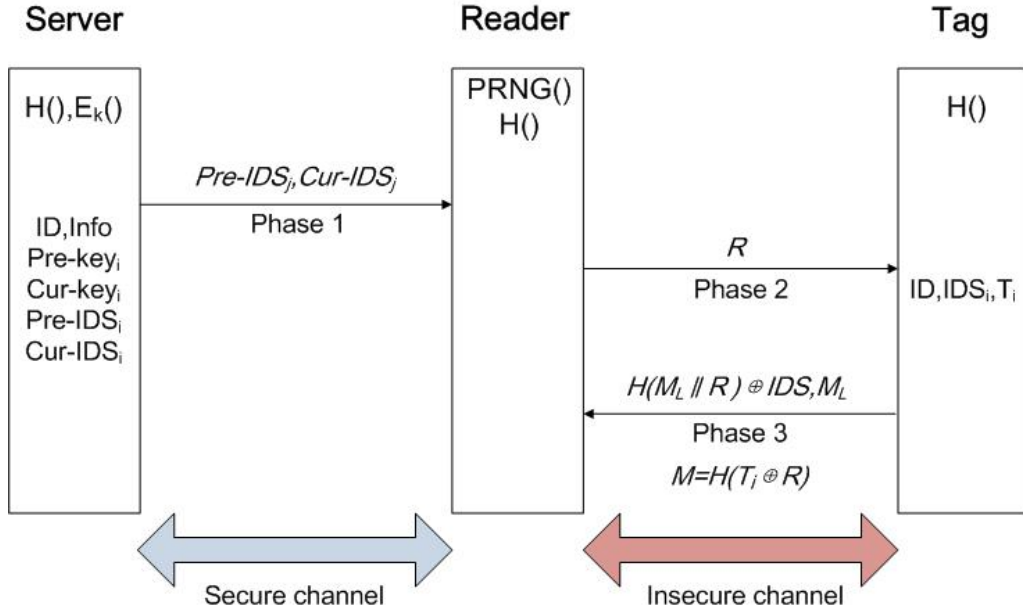 Server
Reader
Tag
H(),Eₖ()
PRNG()
H()
H()
Pre-IDSⱼ,Cur-IDSⱼ
Phase 1
ID,Info
Pre-keyᵢ
Cur-keyᵢ
Pre-IDSᵢ
Cur-IDSᵢ
R
Phase 2
ID,IDSᵢ,Tᵢ
H(M_L ∥ R) ⊕ IDS,M_L
Phase 3
M=H(Tᵢ ⊕ R)
Secure channel
Insecure channel